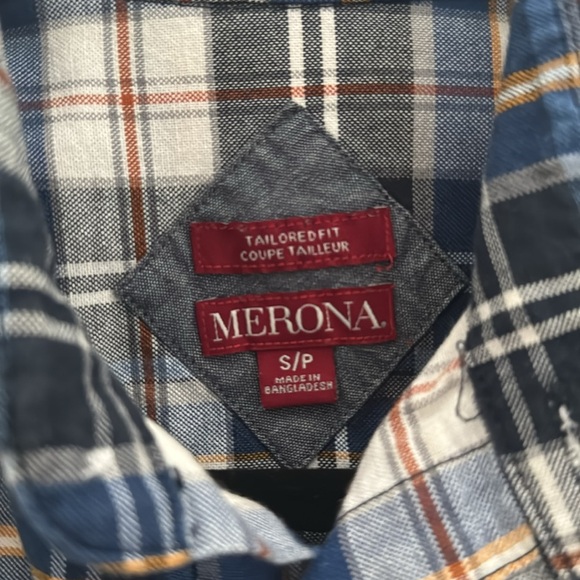 TAILORED FIT
COUPE TAILLEUR
MERONA.
S/P
MADE IN
BANGLADESH